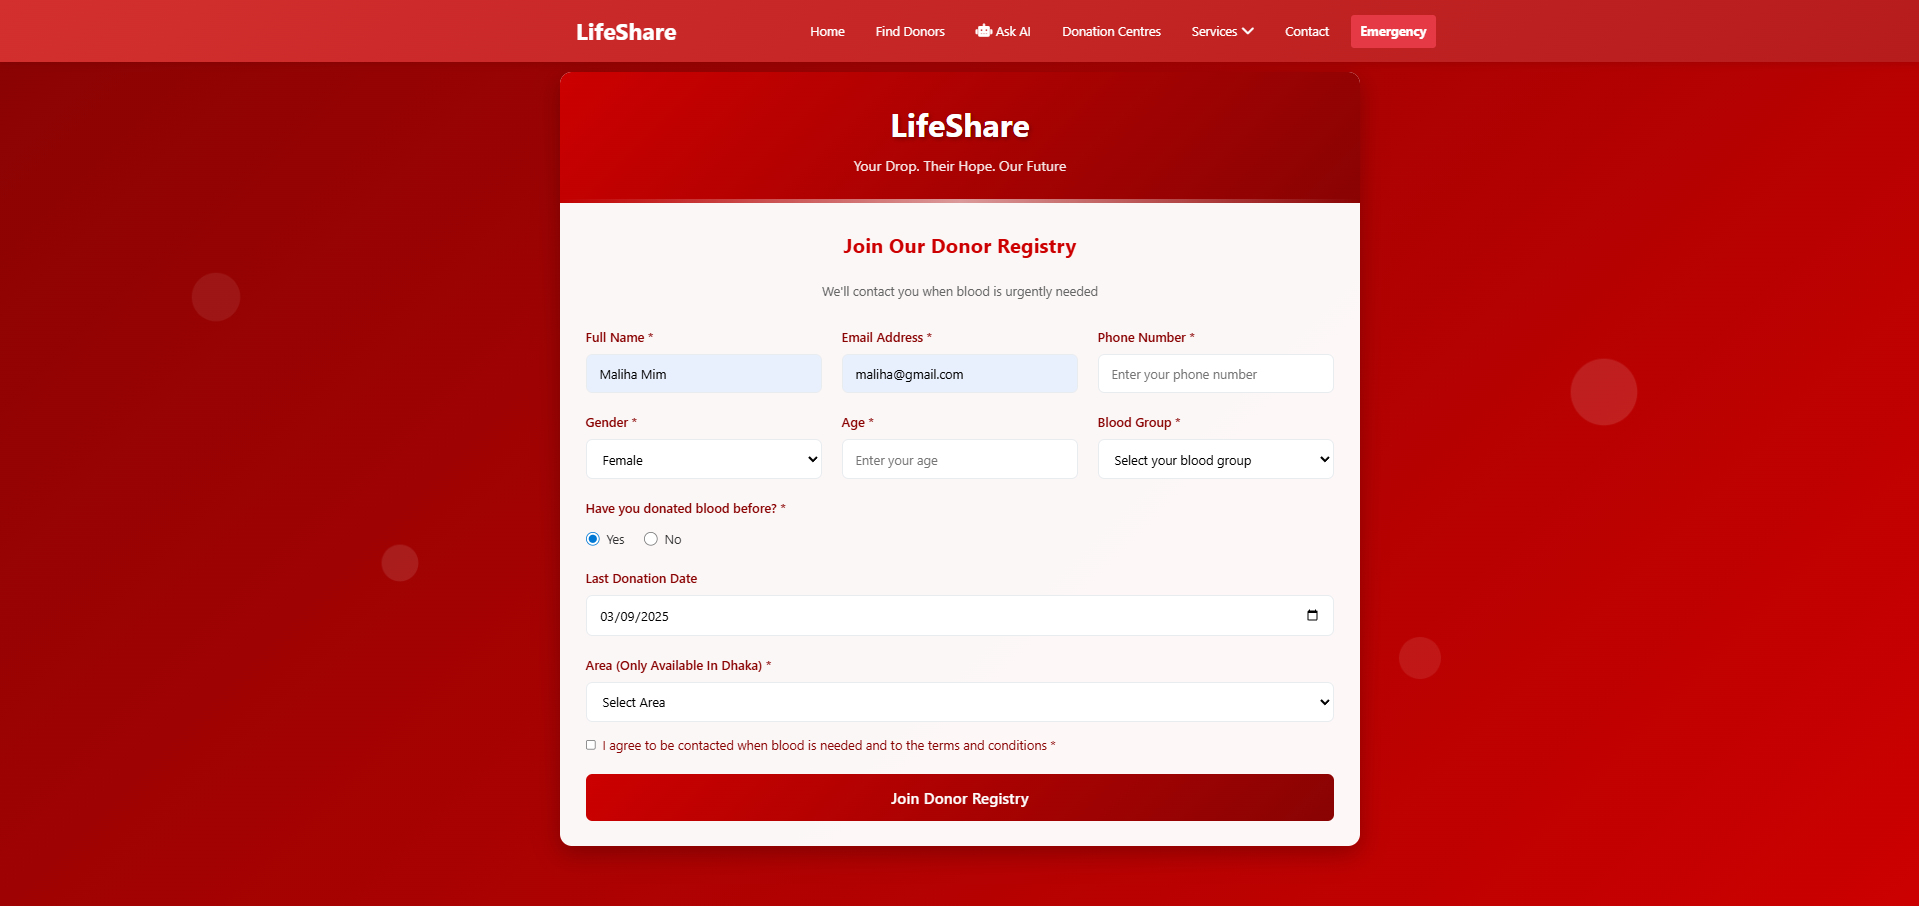 LifeShare Home Find Donors Ask AI Donation Centres Services Contact Emergency
LifeShare
Your Drop. Their Hope. Our Future
Join Our Donor Registry
We'll contact you when blood is urgently needed
Full Name * Email Address * Phone Number *
Maliha Mim maliha@gmail.com Enter your phone number
Gender * Age * Blood Group *
Female Enter your age Select your blood group
Have you donated blood before? *
Yes No
Last Donation Date
03/09/2025
Area (Only Available In Dhaka) *
Select Area
I agree to be contacted when blood is needed and to the terms and conditions *
Join Donor Registry